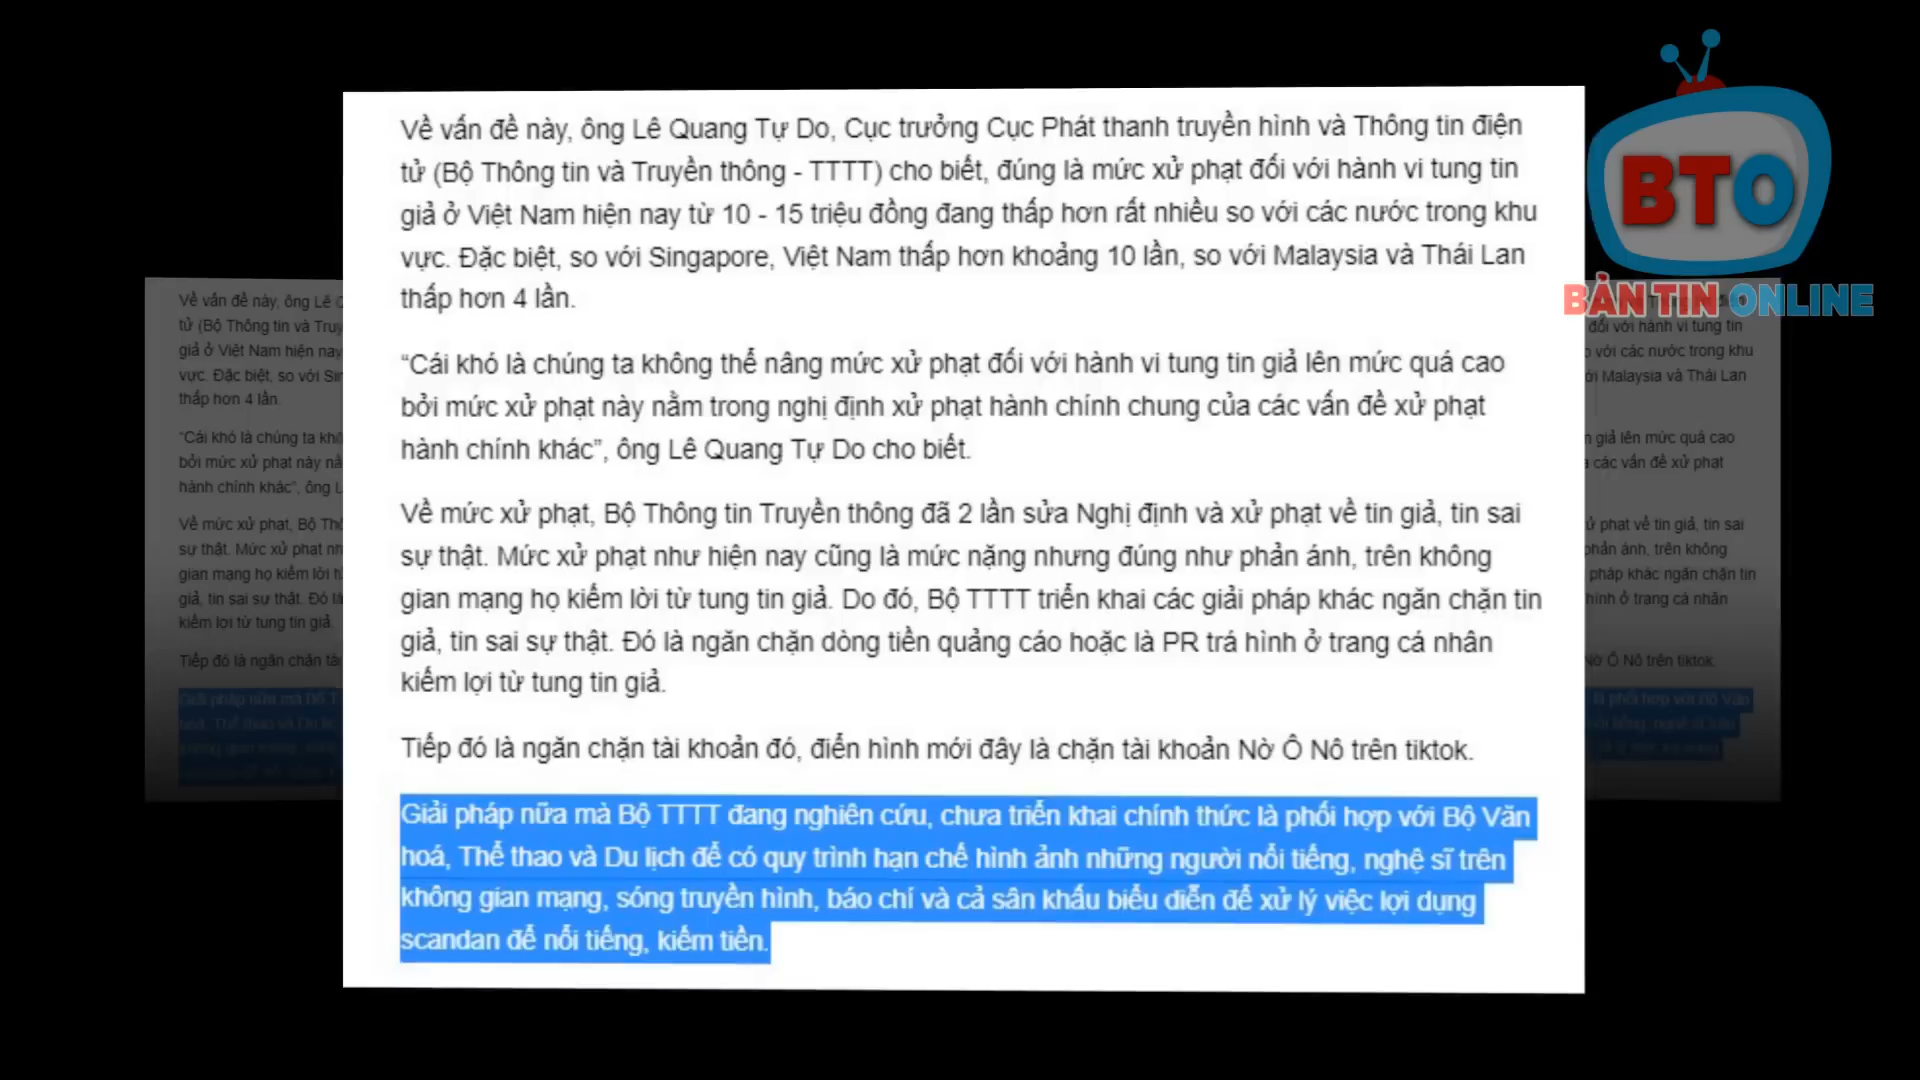 Về vấn đề này, ông Lê Quang Tự Do, Cục trưởng Cục Phát thanh truyền hình và Thông tin điện
tử (Bộ Thông tin và Truyền thông - TTTT) cho biết, đúng là mức xử phạt đối với hành vi tung tin
giả ở Việt Nam hiện nay từ 10 - 15 triệu đồng đang thấp hơn rất nhiều so với các nước trong khu
vực. Đặc biệt, so với Singapore, Việt Nam thấp hơn khoảng 10 lần, so với Malaysia và Thái Lan
thấp hơn 4 lần.
“Cái khó là chúng ta không thể nâng mức xử phạt đối với hành vi tung tin giả lên mức quá cao
bởi mức xử phạt này nằm trong nghị định xử phạt hành chính chung của các vấn đề xử phạt
hành chính khác”, ông Lê Quang Tự Do cho biết.
Về mức xử phạt, Bộ Thông tin Truyền thông đã 2 lần sửa Nghị định và xử phạt về tin giả, tin sai
sự thật. Mức xử phạt như hiện nay cũng là mức nặng nhưng đúng như phản ánh, trên không
gian mạng họ kiếm lời từ tung tin giả. Do đó, Bộ TTTT triển khai các giải pháp khác ngăn chặn tin
giả, tin sai sự thật. Đó là ngăn chặn dòng tiền quảng cáo hoặc là PR trá hình ở trang cá nhân
kiếm lợi từ tung tin giả.
Tiếp đó là ngăn chặn tài khoản đó, điển hình mới đây là chặn tài khoản Nờ Ô Nô trên tiktok.
Giải pháp nữa mà Bộ TTTT đang nghiên cứu, chưa triển khai chính thức là phối hợp với Bộ Văn
hoá, Thể thao và Du lịch để có quy trình hạn chế hình ảnh những người nổi tiếng, nghệ sĩ trên
không gian mạng, sóng truyền hình, báo chí và cả sân khấu biểu diễn để xử lý việc lợi dụng
scandan để nổi tiếng, kiếm tiền.
BTO
BẢN TIN ONLINE